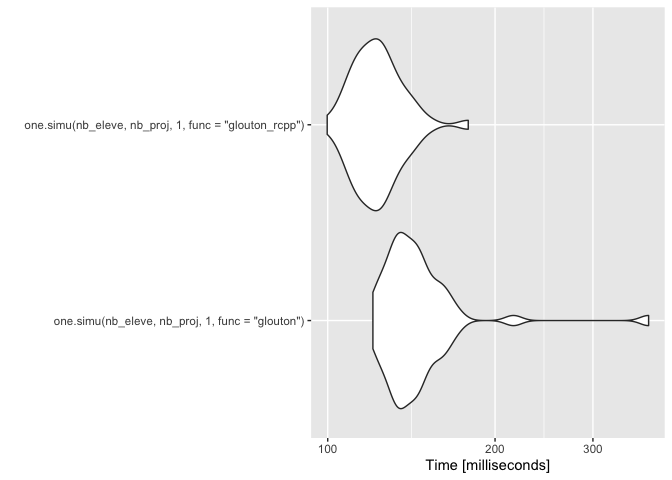 one.simu(nb_eleve, nb_proj, 1, func = "glouton_rcpp")
one.simu(nb_eleve, nb_proj, 1, func = "glouton")
100
200
300
Time [milliseconds]